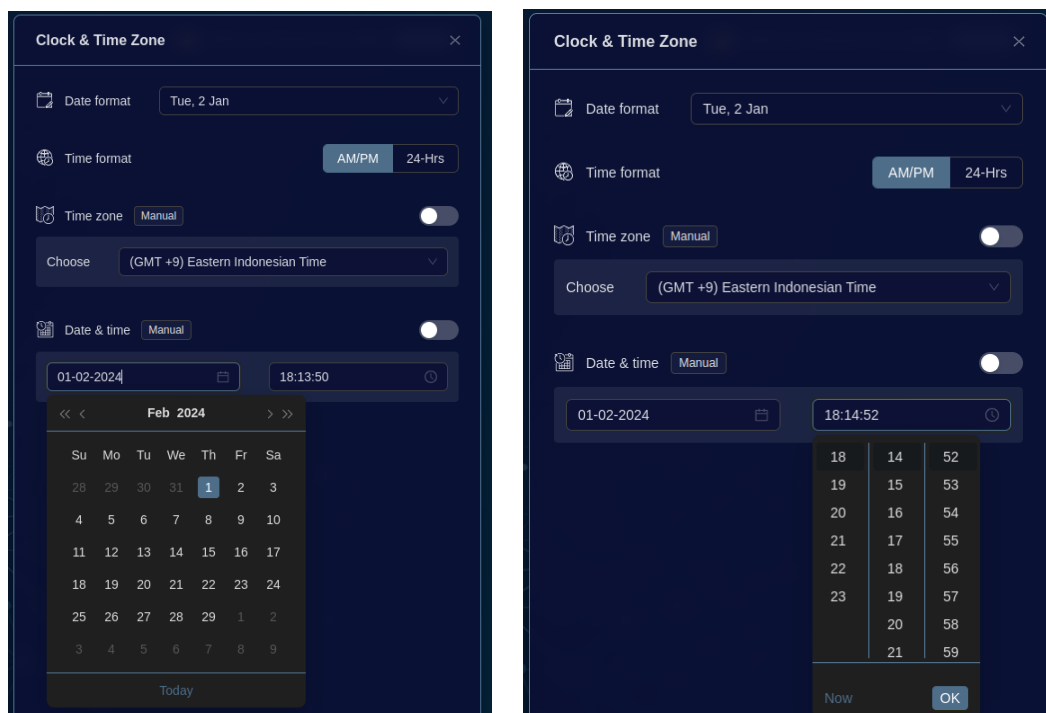 Clock & Time Zone
Date format Tue, 2 Jan
Time format AM/PM 24-Hrs
Time zone Manual
Choose (GMT +9) Eastern Indonesian Time
Date & time Manual
01-02-2024 18:13:50
Feb 2024
Su Mo Tu We Th Fr Sa
28 29 30 31 1 2 3
4 5 6 7 8 9 10
11 12 13 14 15 16 17
18 19 20 21 22 23 24
25 26 27 28 29 1 2
3 4 5 6 7 8 9
Today
Clock & Time Zone
Date format Tue, 2 Jan
Time format AM/PM 24-Hrs
Time zone Manual
Choose (GMT +9) Eastern Indonesian Time
Date & time Manual
01-02-2024 18:14:52
18 14 52
19 15 53
20 16 54
21 17 55
22 18 56
23 19 57
20 58
21 59
Now OK